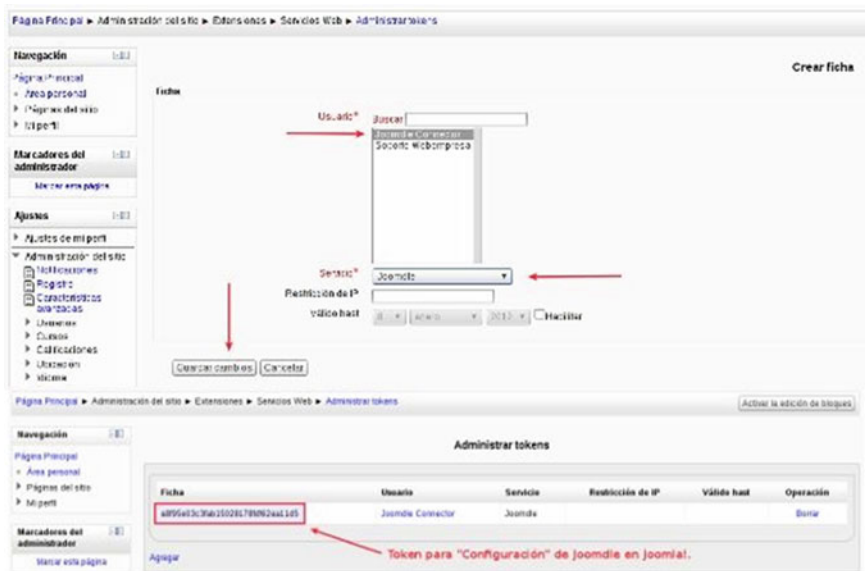 Página Principal ► Administración del sitio ► Extensiones ► Servicios Web ► Administrar tokens
Navegación
Página Principal
Área personal
Páginas del sitio
Mi perfil
Marcadores del administrador
Marcar esta página
Ajustes
Ajustes de mi perfil
Administración del sitio
Notificaciones
Registro
Características avanzadas
Usuarios
Cursos
Calificaciones
Ubicación
Idioma
Crear ficha
Ficha
Usuario*
Buscar
Joomdle Connector
Soporte Webempresa
Servicio*
Joomdle
Restricción de IP
Válido hast
8
enero
2012
Habilitar
Guardar cambios
Cancelar
Página Principal ► Administración del sitio ► Extensiones ► Servicios Web ► Administrar tokens
Activar la edición de bloques
Navegación
Página Principal
Área personal
Páginas del sitio
Mi perfil
Marcadores del administrador
Marcar esta página
Administrar tokens
Ficha Usuario Servicio Restricción de IP Válido hast Operación
Joomdle Connector Joomdle Borrar
Token para "Configuración" de Joomdle en Joomla!.
Agregar